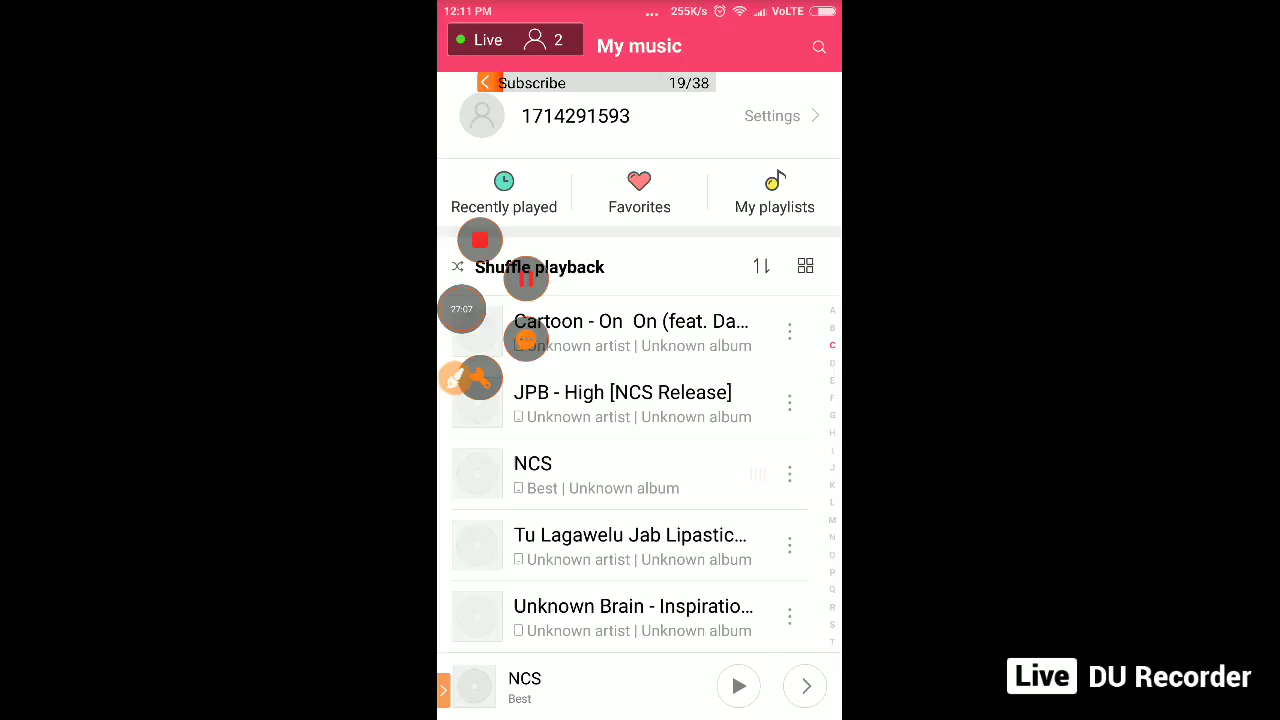 12:11 PM ... 255K/s VoLTE
Live 2 My music
Subscribe 19/38
1714291593 Settings
Recently played Favorites My playlists
Shuffle playback
27:07
Cartoon - On On (feat. Da...
Unknown artist | Unknown album
JPB - High [NCS Release]
Unknown artist | Unknown album
NCS
Best | Unknown album
Tu Lagawelu Jab Lipastic...
Unknown artist | Unknown album
Unknown Brain - Inspiratio...
Unknown artist | Unknown album
A
B
C
D
E
F
G
H
I
J
K
L
M
N
O
P
Q
R
S
T
NCS
Best
Live DU Recorder